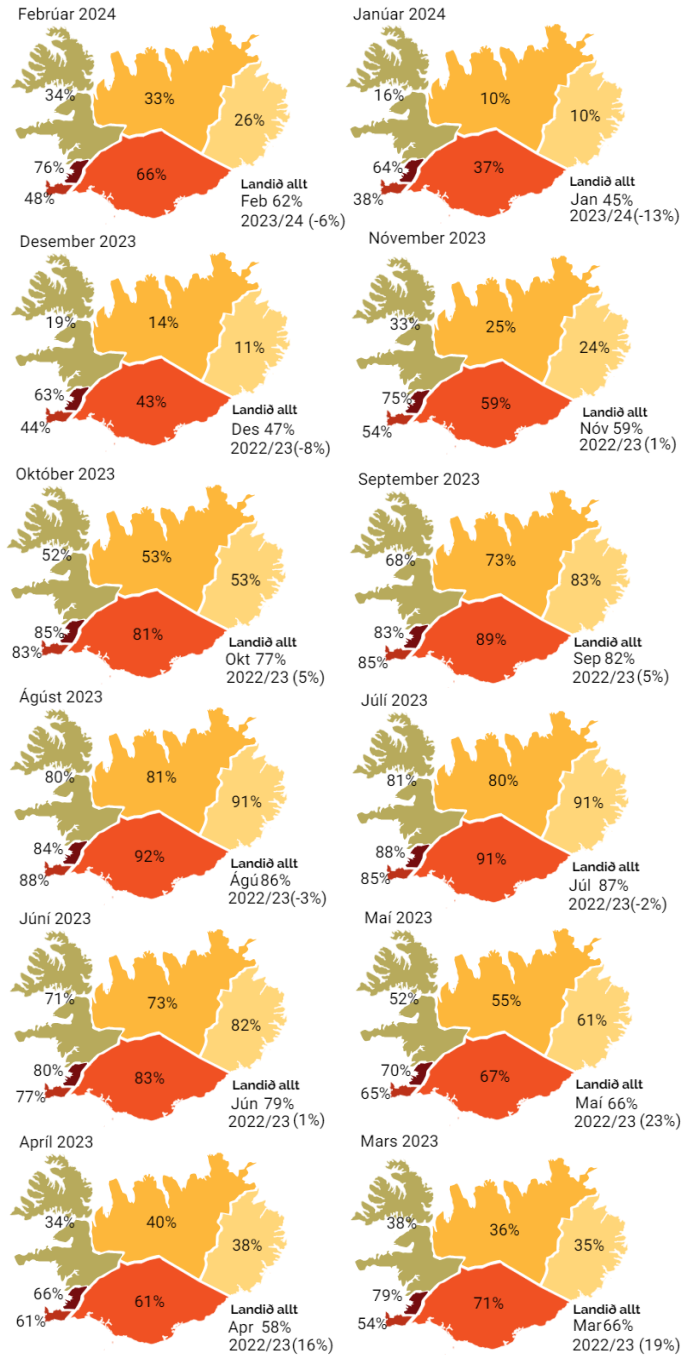 Febrúar 2024
34%
33%
26%
76%
66%
48%
Landið allt
Feb 62%
2023/24 (-6%)
Janúar 2024
16%
10%
10%
64%
37%
38%
Landið allt
Jan 45%
2023/24(-13%)
Desember 2023
19%
14%
11%
63%
43%
44%
Landið allt
Des 47%
2022/23(-8%)
Nóvember 2023
33%
25%
24%
75%
59%
54%
Landið allt
Nóv 59%
2022/23(1%)
Október 2023
52%
53%
53%
85%
81%
83%
Landið allt
Okt 77%
2022/23 (5%)
September 2023
68%
73%
83%
83%
89%
85%
Landið allt
Sep 82%
2022/23 (5%)
Ágúst 2023
80%
81%
91%
84%
92%
88%
Landið allt
Ágú86%
2022/23(-3%)
Júlí 2023
81%
80%
91%
88%
91%
85%
Landið allt
Júl 87%
2022/23(-2%)
Júní 2023
71%
73%
82%
80%
83%
77%
Landið allt
Jún 79%
2022/23 (1%)
Maí 2023
52%
55%
61%
70%
67%
65%
Landið allt
Maí 66%
2022/23 (23%)
Apríl 2023
34%
40%
38%
66%
61%
61%
Landið allt
Apr 58%
2022/23(16%)
Mars 2023
38%
36%
35%
79%
71%
54%
Landið allt
Mar66%
2022/23 (19%)